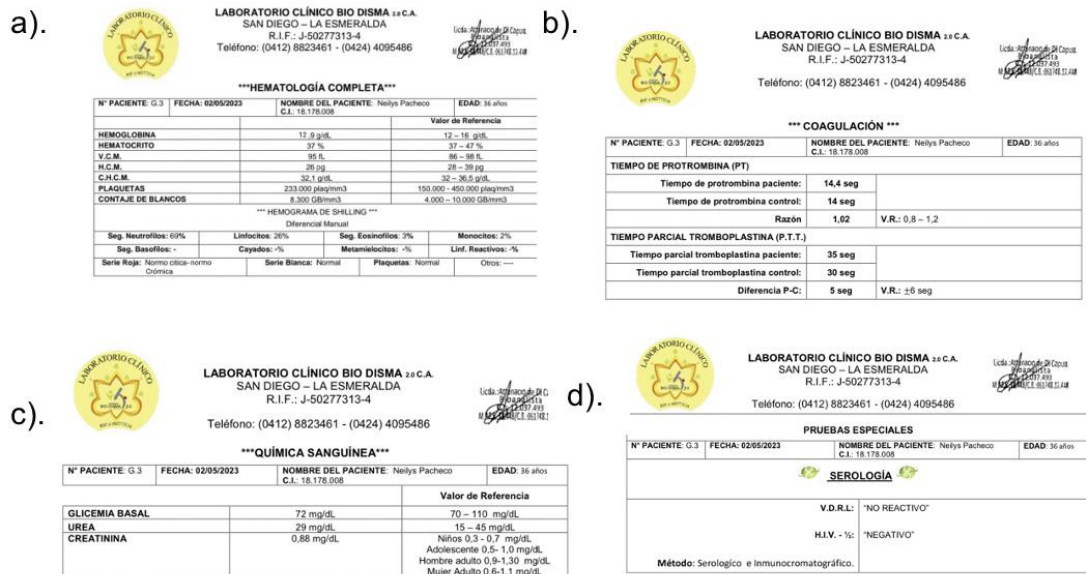 a).
LABORATORIO CLÍNICO BIO DISMA 2.0 C.A.
SAN DIEGO – LA ESMERALDA
R.I.F.: J-50277313-4
Teléfono: (0412) 8823461 - (0424) 4095486
***HEMATOLOGÍA COMPLETA***
N° PACIENTE: G.3 FECHA: 02/05/2023 NOMBRE DEL PACIENTE: Neilys Pacheco EDAD: 36 años
C.I.: 18.178.008
Valor de Referencia
HEMOGLOBINA 12,9 g/dL 12 – 16 g/dL
HEMATOCRITO 37 % 37 – 47 %
V.C.M. 95 fL 86 – 98 fL
H.C.M. 26 pg 28 – 39 pg
C.H.C.M. 32,1 g/dL 32 – 36,5 g/dL
PLAQUETAS 233.000 plaq/mm3 150.000 - 450.000 plaq/mm3
CONTAJE DE BLANCOS 8,300 GB/mm3 4,000 – 10.000 GB/mm3
*** HEMOGRAMA DE SHILLING ***
Diferencial Manual
Seg. Neutrofilos: 69% Linfocitos: 26% Seg. Eosinofilos: 3% Monocitos: 2%
Seg. Basofilos: - Cayados: -% Metamielocitos: -% Linf. Reactivos: -%
Serie Roja: Normo citica- normo Serie Blanca: Normal Plaquetas: Normal Otros: ----
Crómica
b).
LABORATORIO CLÍNICO BIO DISMA 2.0 C.A.
SAN DIEGO – LA ESMERALDA
R.I.F.: J-50277313-4
Teléfono: (0412) 8823461 - (0424) 4095486
*** COAGULACIÓN ***
N° PACIENTE: G.3 FECHA: 02/05/2023 NOMBRE DEL PACIENTE: Neilys Pacheco EDAD: 36 años
C.I.: 18.178.008
TIEMPO DE PROTROMBINA (PT)
Tiempo de protrombina paciente: 14,4 seg
Tiempo de protrombina control: 14 seg
Razón 1,02 V.R.: 0,8 – 1,2
TIEMPO PARCIAL TROMBOPLASTINA (P.T.T.)
Tiempo parcial tromboplastina paciente: 35 seg
Tiempo parcial tromboplastina control: 30 seg
Diferencia P-C: 5 seg V.R.: ±6 seg
c).
LABORATORIO CLÍNICO BIO DISMA 2.0 C.A.
SAN DIEGO – LA ESMERALDA
R.I.F.: J-50277313-4
Teléfono: (0412) 8823461 - (0424) 4095486
***QUÍMICA SANGUÍNEA***
N° PACIENTE: G.3 FECHA: 02/05/2023 NOMBRE DEL PACIENTE: Neilys Pacheco EDAD: 36 años
C.I.: 18.178.008
Valor de Referencia
GLICEMIA BASAL 72 mg/dL 70 – 110 mg/dL
UREA 29 mg/dL 15 – 45 mg/dL
CREATININA 0,88 mg/dL Niños 0,3 - 0,7 mg/dL
Adolescente 0,5- 1,0 mg/dL
Hombre adulto 0,9-1,30 mg/dL
Mujer Adulto 0,6-1,1 mg/dL
d).
LABORATORIO CLÍNICO BIO DISMA 2.0 C.A.
SAN DIEGO – LA ESMERALDA
R.I.F.: J-50277313-4
Teléfono: (0412) 8823461 - (0424) 4095486
PRUEBAS ESPECIALES
N° PACIENTE: G.3 FECHA: 02/05/2023 NOMBRE DEL PACIENTE: Neilys Pacheco EDAD: 36 años
C.I.: 18.178.008
SEROLOGÍA
V.D.R.L: "NO REACTIVO"
H.I.V. - ½: "NEGATIVO"
Método: Serologíco e Inmunocromatográfico.